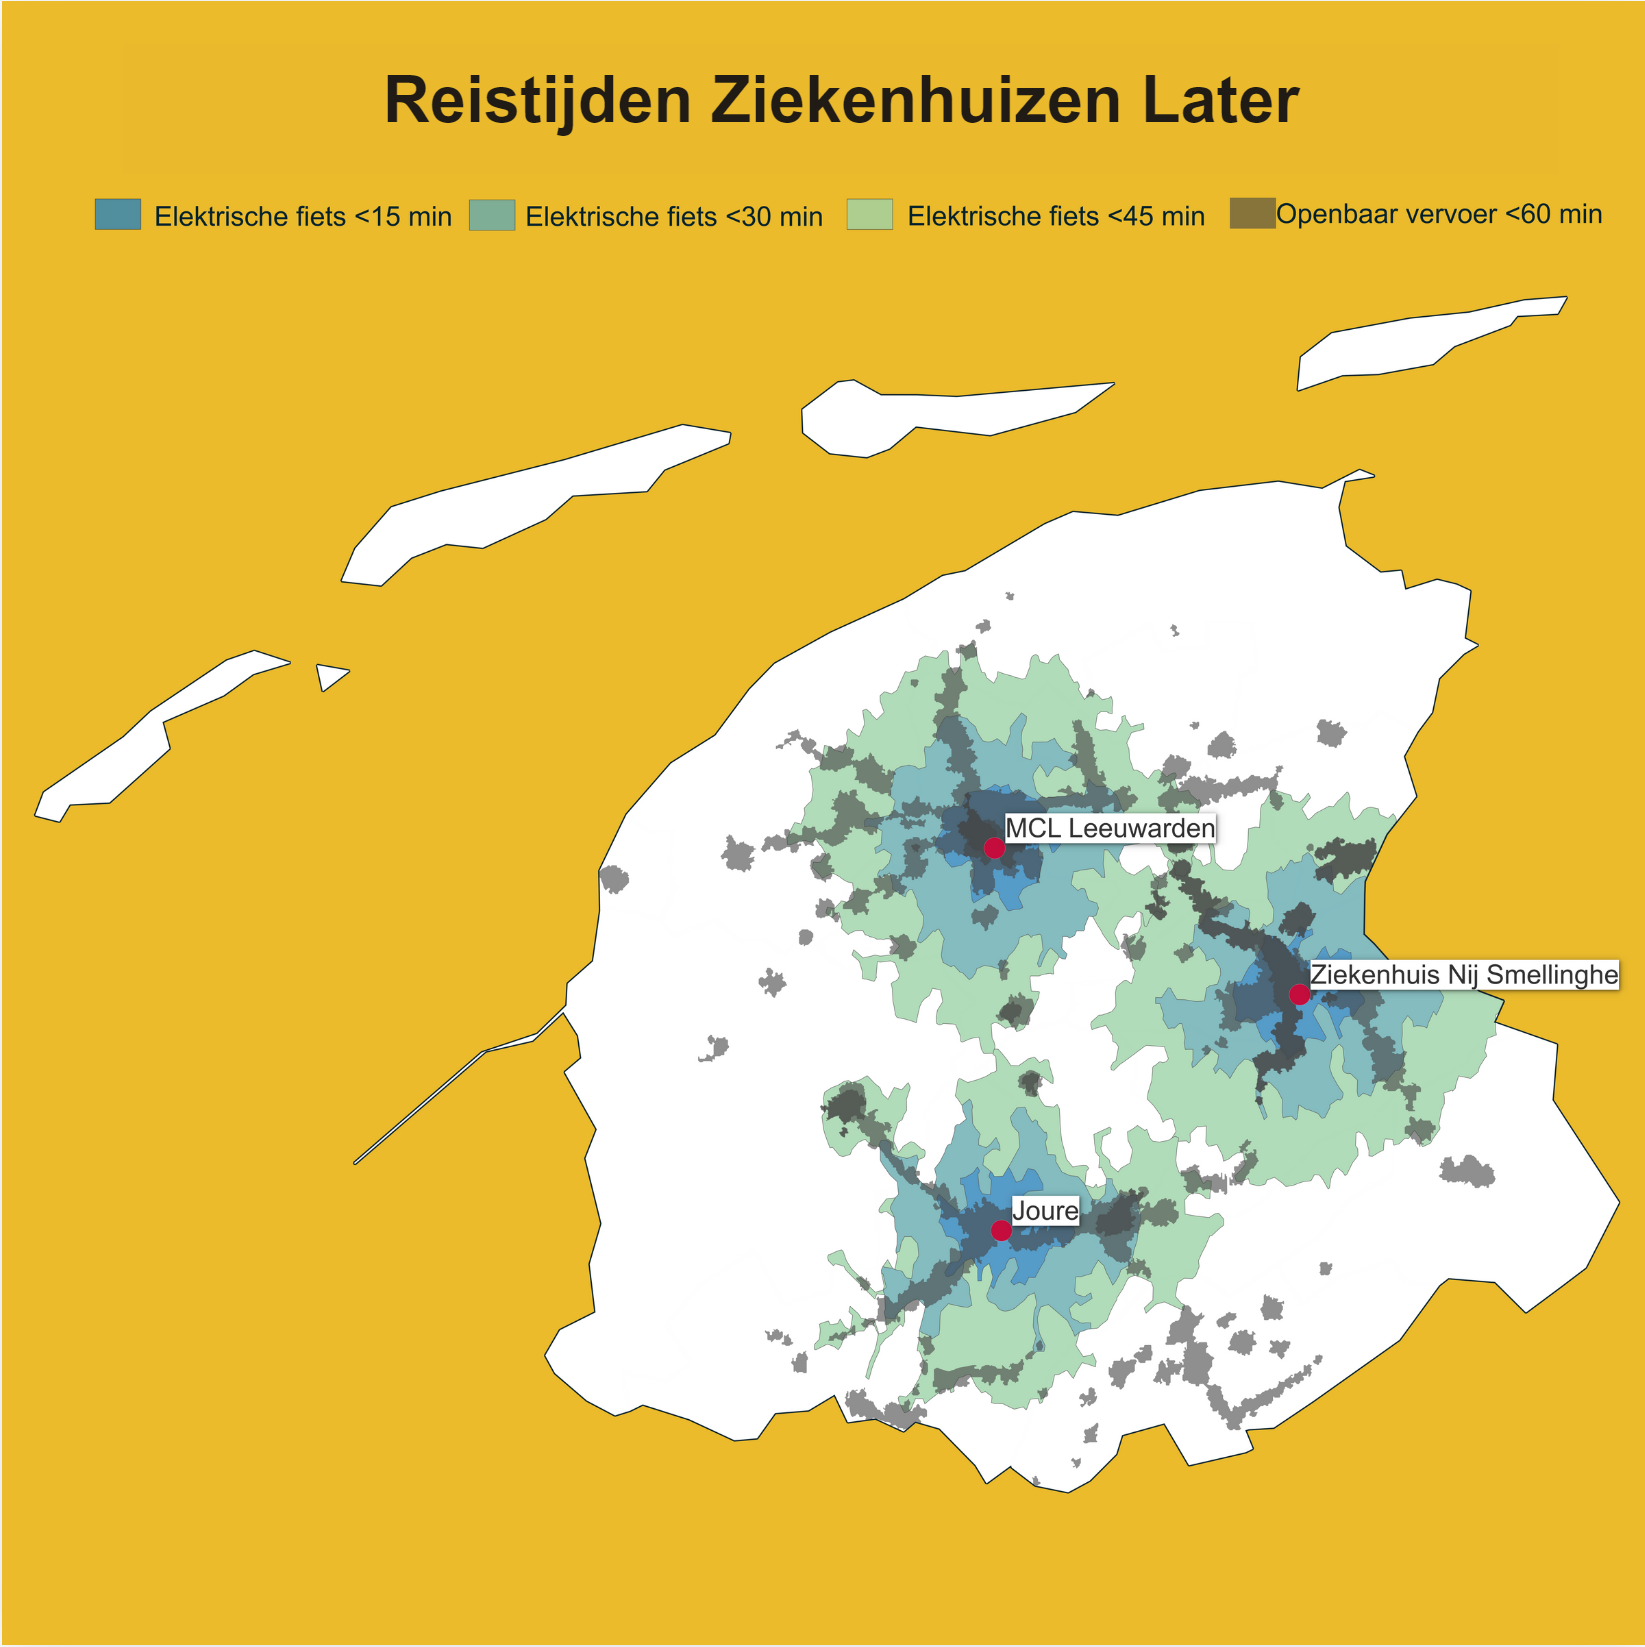 Reistijden Ziekenhuizen Later
Elektrische fiets <15 min
Elektrische fiets <30 min
Elektrische fiets <45 min
Openbaar vervoer <60 min
MCL Leeuwarden
Ziekenhuis Nij Smellinghe
Joure